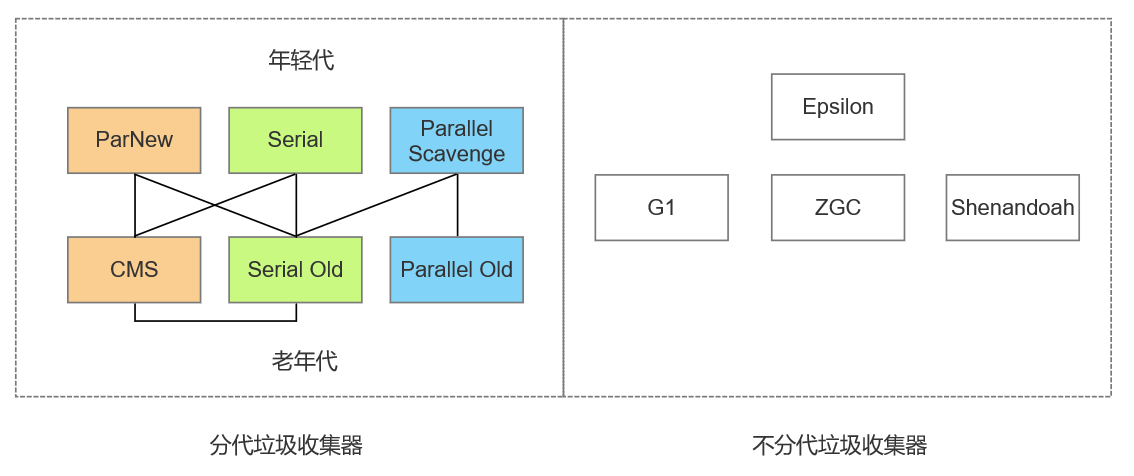 年轻代
ParNew
Serial
Parallel
Scavenge
CMS
Serial Old
Parallel Old
老年代
分代垃圾收集器
Epsilon
G1
ZGC
Shenandoah
不分代垃圾收集器